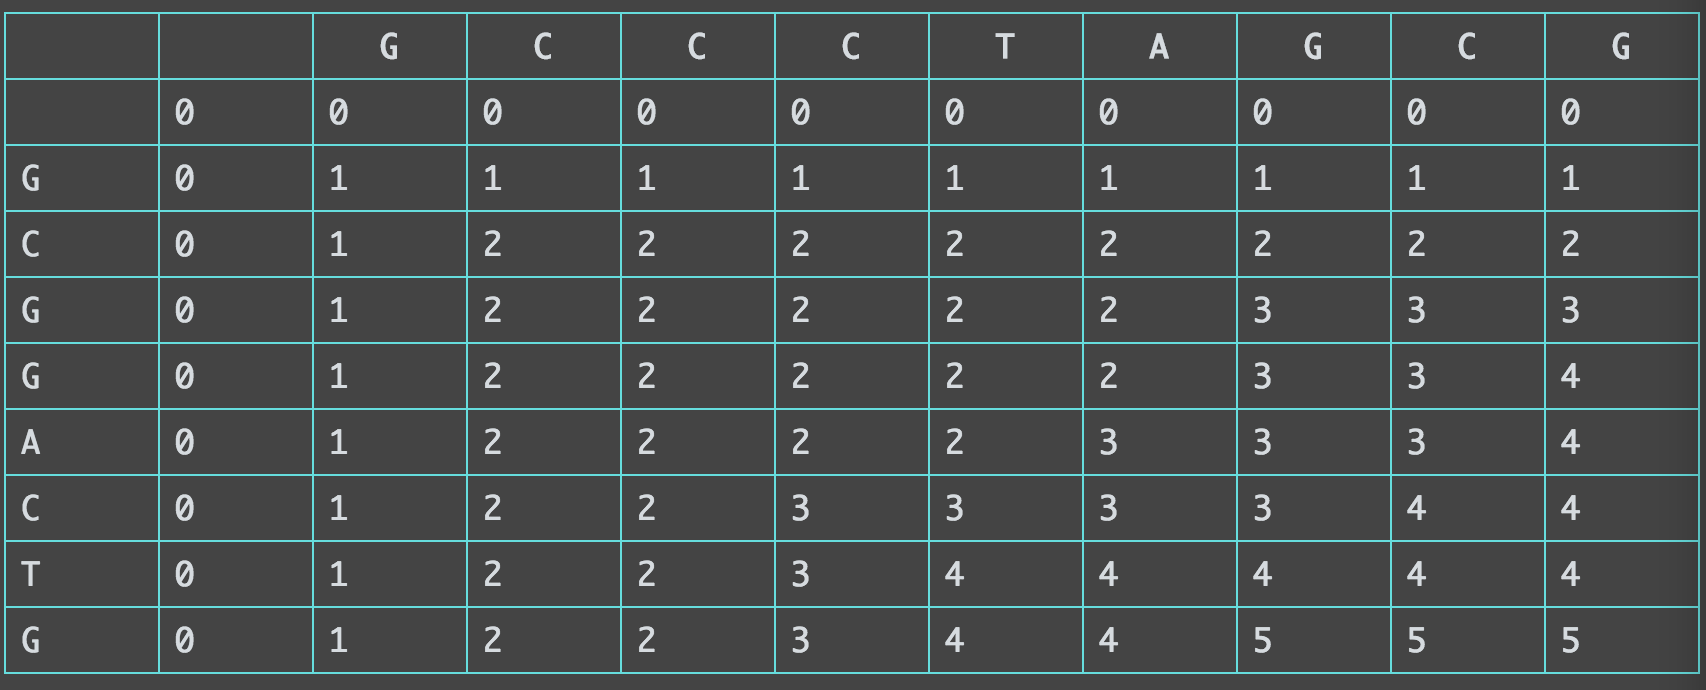 G C C C T A G C G
0 0 0 0 0 0 0 0 0 0
G 0 1 1 1 1 1 1 1 1 1
C 0 1 2 2 2 2 2 2 2 2
G 0 1 2 2 2 2 2 3 3 3
G 0 1 2 2 2 2 2 3 3 4
A 0 1 2 2 2 2 3 3 3 4
C 0 1 2 2 3 3 3 3 4 4
T 0 1 2 2 3 4 4 4 4 4
G 0 1 2 2 3 4 4 5 5 5